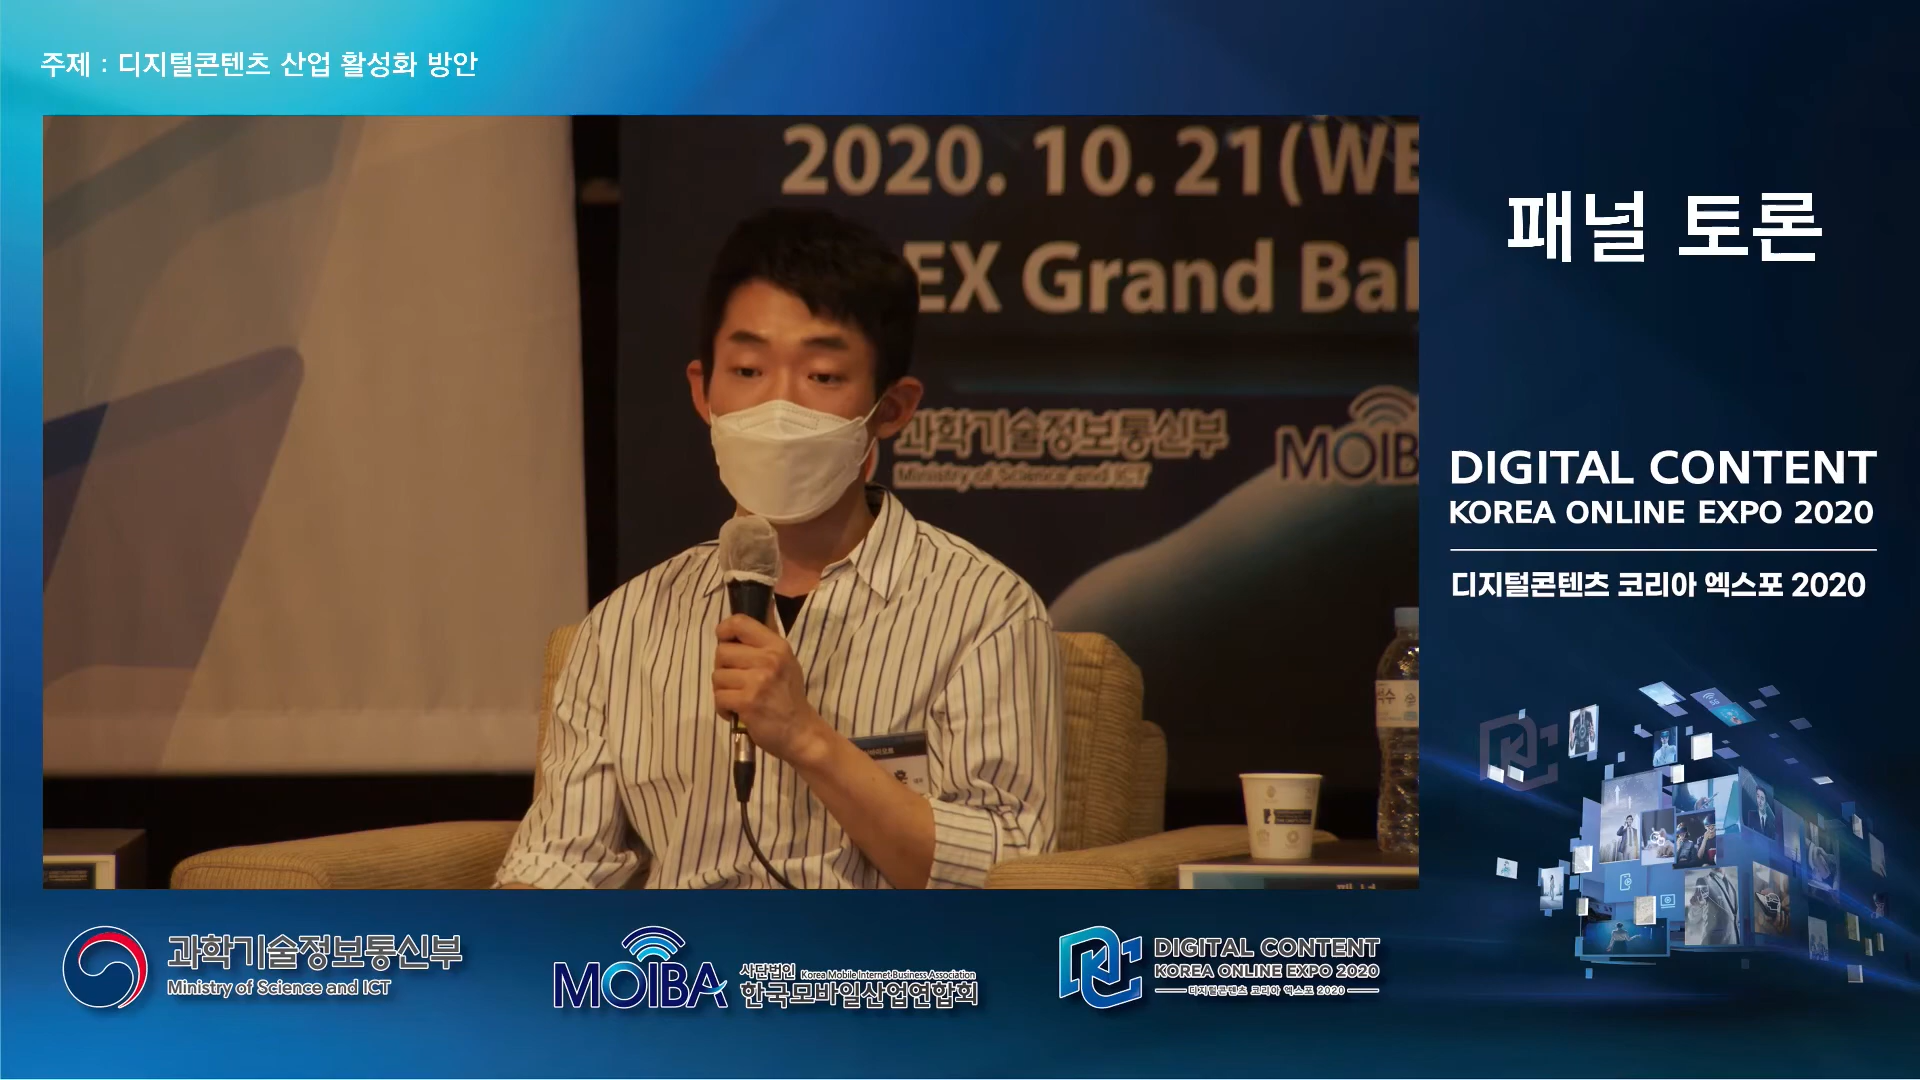 주제 : 디지털콘텐츠 산업 활성화 방안
2020. 10. 21(WE
EX Grand Bal
과학기술정보통신부
Ministry of Science and ICT
MOIB
패널 토론
DIGITAL CONTENT
KOREA ONLINE EXPO 2020
디지털콘텐츠 코리아 엑스포 2020
과학기술정보통신부
Ministry of Science and ICT
MOIBA
사단법인 Korea Mobile Internet Business Association
한국모바일산업연합회
DIGITAL CONTENT
KOREA ONLINE EXPO 2020
디지털콘텐츠 코리아 엑스포 2020